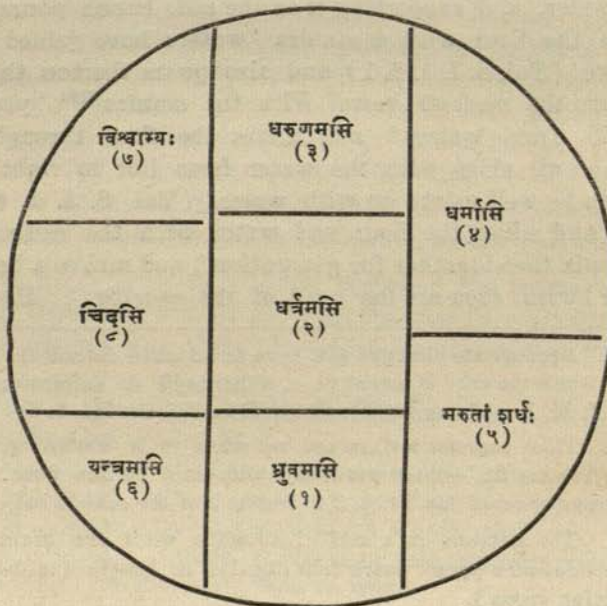 विश्वाभ्यः
(७)
धरुणमसि
(३)
धर्मासि
(४)
चिदसि
(८)
धर्त्रमसि
(२)
मरुतां शर्धः
(५)
यन्त्रमसि
(६)
ध्रुवमसि
(१)